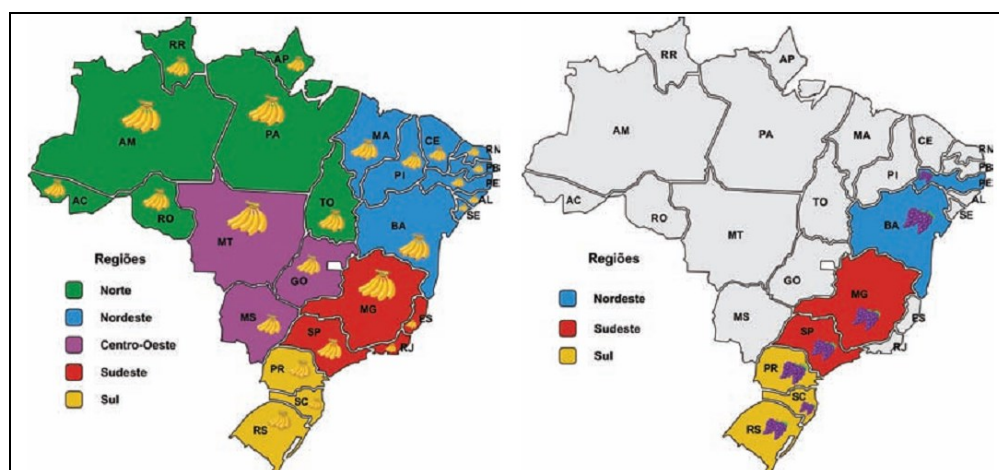 RR
AP
AM
PA
MA
CE
RN
PB
PI
PE
AL
SE
AC
RO
TO
BA
MT
GO
MG
ES
MS
SP
RJ
PR
SC
RS
Regiões
Norte
Nordeste
Centro-Oeste
Sudeste
Sul
RR
AP
AM
PA
MA
CE
RN
PB
PI
PE
AL
SE
AC
RO
TO
BA
MT
GO
MG
ES
MS
SP
RJ
PR
SC
RS
Regiões
Nordeste
Sudeste
Sul